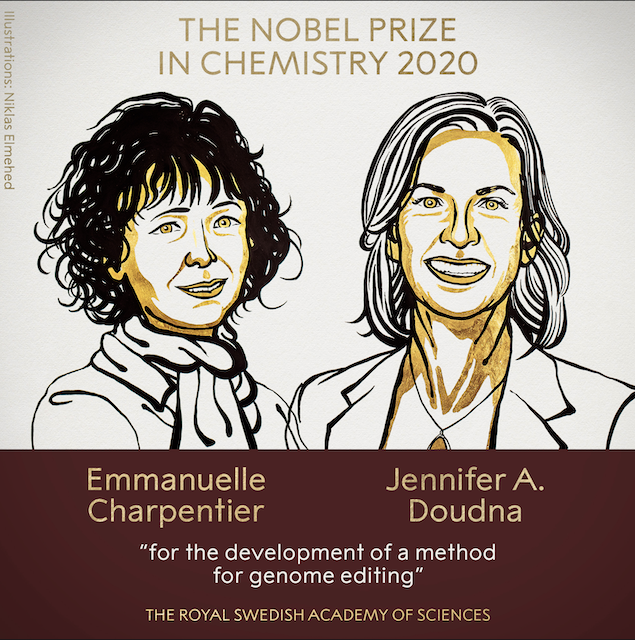 THE NOBEL PRIZE
IN CHEMISTRY 2020
Illustrations: Niklas Elmehed
Emmanuelle
Charpentier
Jennifer A.
Doudna
"for the development of a method
for genome editing"
THE ROYAL SWEDISH ACADEMY OF SCIENCES